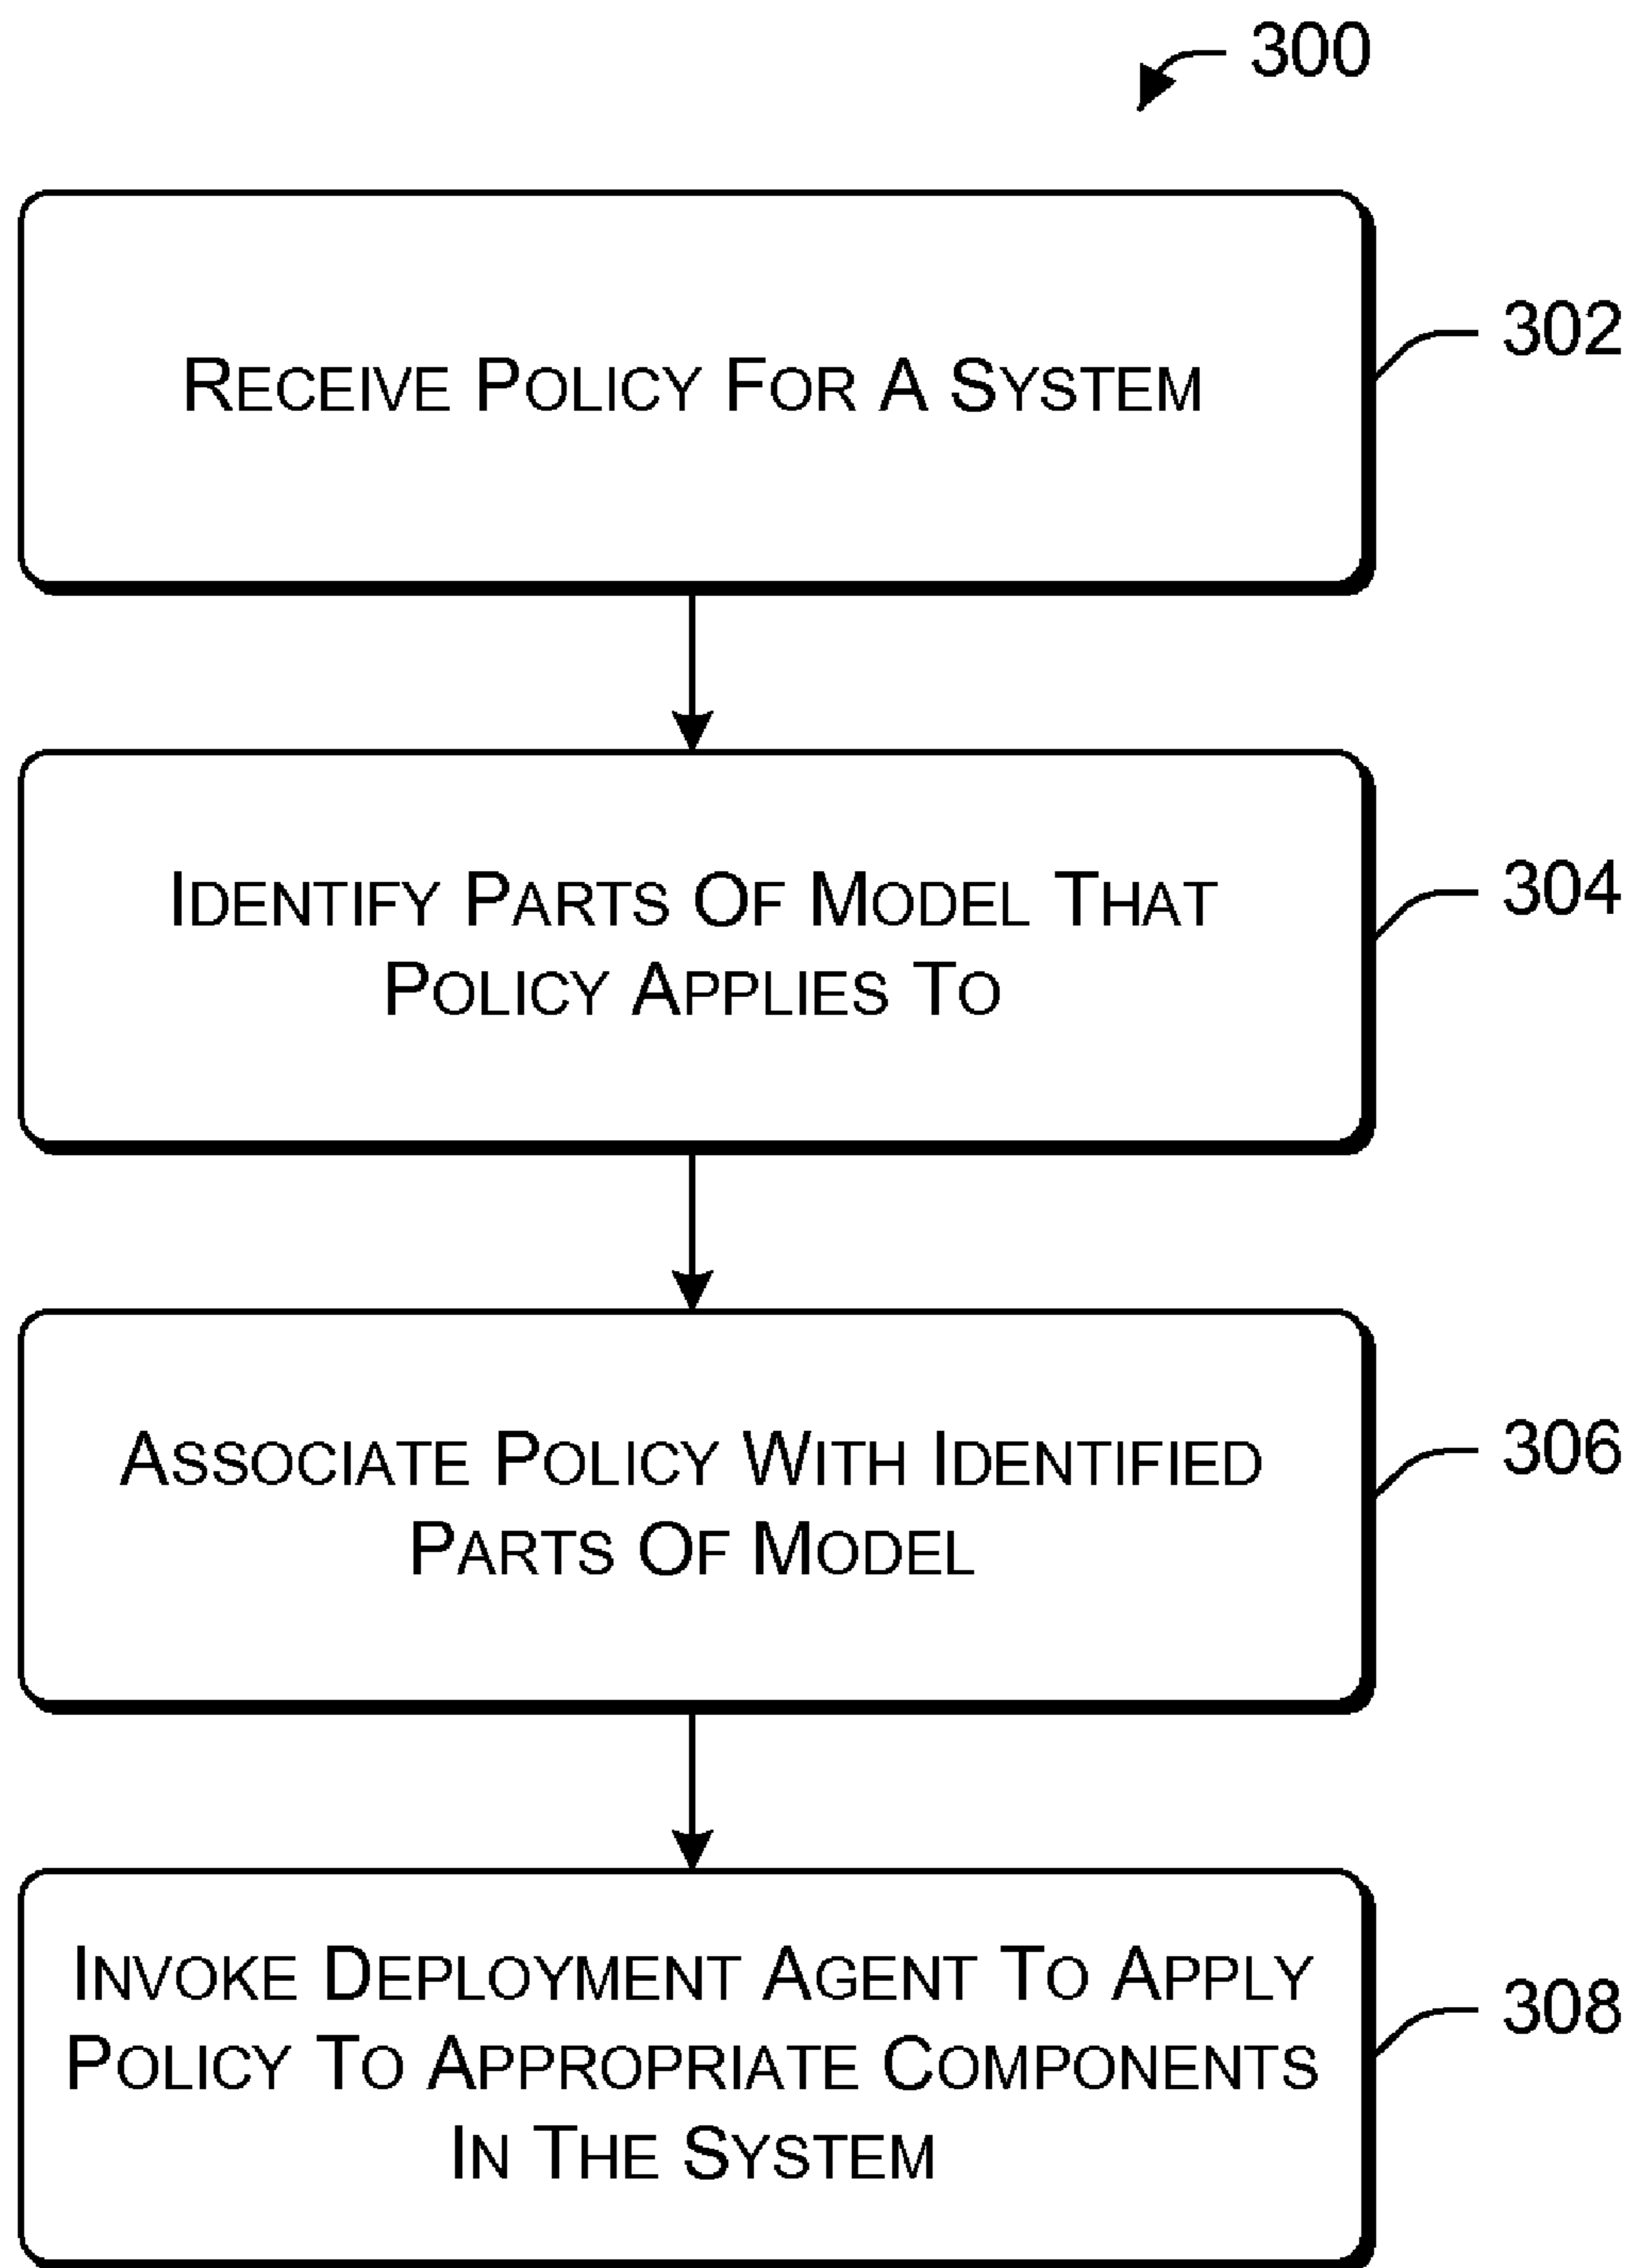 300
RECEIVE POLICY FOR A SYSTEM
302
IDENTIFY PARTS OF MODEL THAT
POLICY APPLIES TO
304
ASSOCIATE POLICY WITH IDENTIFIED
PARTS OF MODEL
306
INVOKE DEPLOYMENT AGENT TO APPLY
POLICY TO APPROPRIATE COMPONENTS
IN THE SYSTEM
308